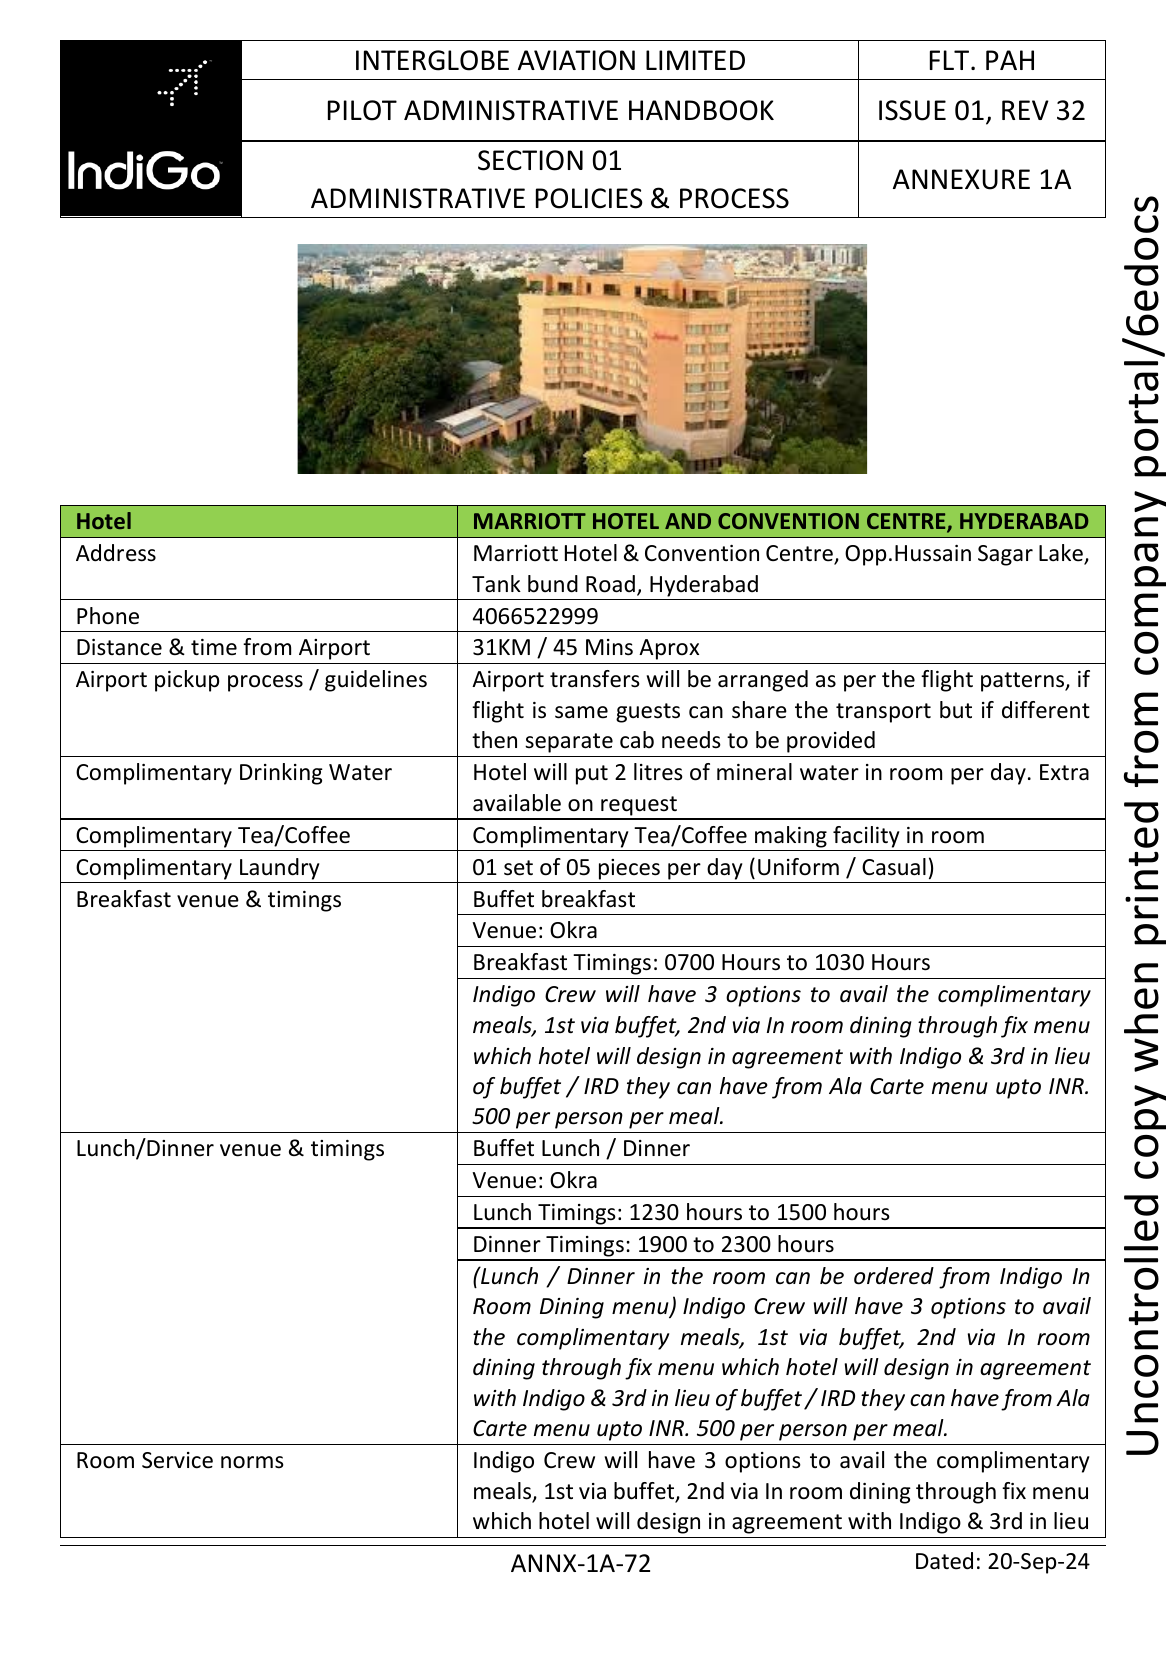 INTERGLOBE AVIATION LIMITED
FLT. PAH
PILOT ADMINISTRATIVE HANDBOOK
ISSUE 01, REV 32
IndiGo
SECTION 01
ADMINISTRATIVE POLICIES & PROCESS
ANNEXURE 1A
Marriott
Hotel
MARRIOTT HOTEL AND CONVENTION CENTRE, HYDERABAD
Address
Marriott Hotel & Convention Centre, Opp.Hussain Sagar Lake,
Tank bund Road, Hyderabad
Phone
4066522999
Distance & time from Airport
31KM / 45 Mins Aprox
Airport pickup process / guidelines
Airport transfers will be arranged as per the flight patterns, if
flight is same guests can share the transport but if different
then separate cab needs to be provided
Complimentary Drinking Water
Hotel will put 2 litres of mineral water in room per day. Extra
available on request
Complimentary Tea/Coffee
Complimentary Tea/Coffee making facility in room
Complimentary Laundry
01 set of 05 pieces per day (Uniform / Casual)
Breakfast venue & timings
Buffet breakfast
Venue: Okra
Breakfast Timings: 0700 Hours to 1030 Hours
Indigo Crew will have 3 options to avail the complimentary
meals, 1st via buffet, 2nd via In room dining through fix menu
which hotel will design in agreement with Indigo & 3rd in lieu
of buffet / IRD they can have from Ala Carte menu upto INR.
500 per person per meal.
Lunch/Dinner venue & timings
Buffet Lunch / Dinner
Venue: Okra
Lunch Timings: 1230 hours to 1500 hours
Dinner Timings: 1900 to 2300 hours
(Lunch / Dinner in the room can be ordered from Indigo In
Room Dining menu) Indigo Crew will have 3 options to avail
the complimentary meals, 1st via buffet, 2nd via In room
dining through fix menu which hotel will design in agreement
with Indigo & 3rd in lieu of buffet / IRD they can have from Ala
Carte menu upto INR. 500 per person per meal.
Room Service norms
Indigo Crew will have 3 options to avail the complimentary
meals, 1st via buffet, 2nd via In room dining through fix menu
which hotel will design in agreement with Indigo & 3rd in lieu
ANNX-1A-72
Dated: 20-Sep-24
Uncontrolled copy when printed from company portal/6edocs